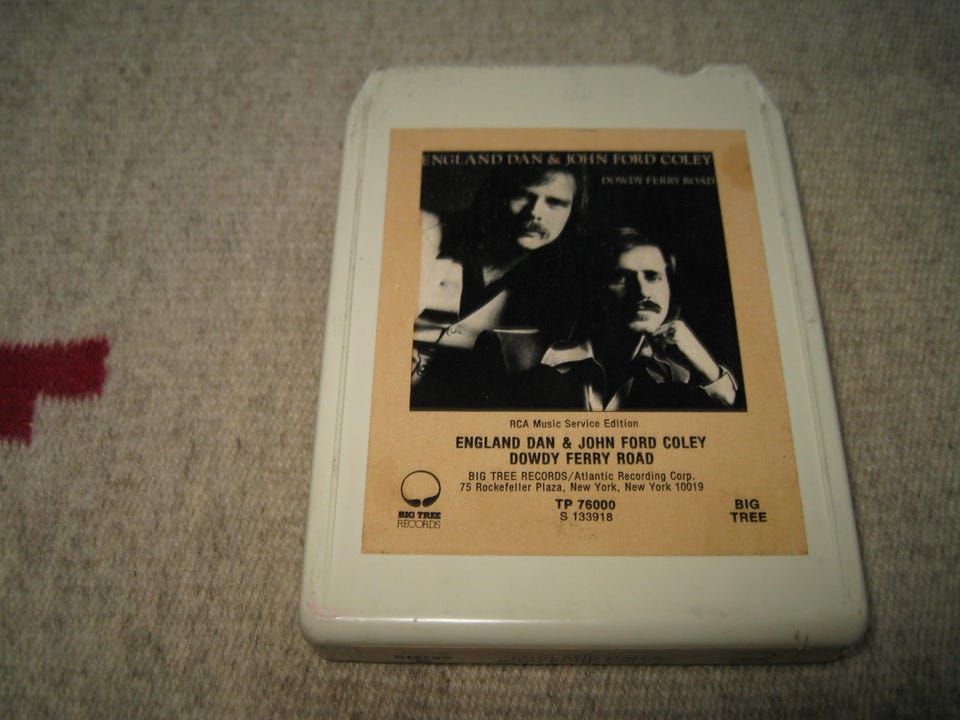 ENGLAND DAN & JOHN FORD COLEY
DOWDY FERRY ROAD
RCA Music Service Edition
ENGLAND DAN & JOHN FORD COLEY
DOWDY FERRY ROAD
BIG TREE RECORDS/Atlantic Recording Corp.
75 Rockefeller Plaza, New York, New York 10019
BIG TREE
RECORDS
TP 76000
S 133918
BIG
TREE